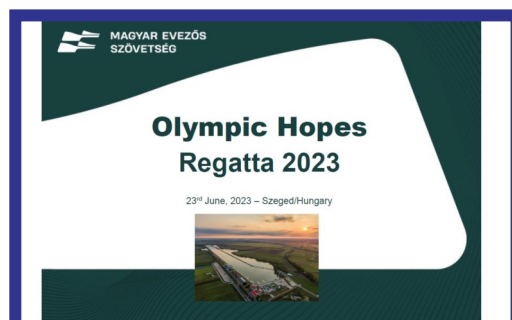 MAGYAR EVEZŐS
SZÖVETSÉG
Olympic Hopes
Regatta 2023
23rd June, 2023 – Szeged/Hungary